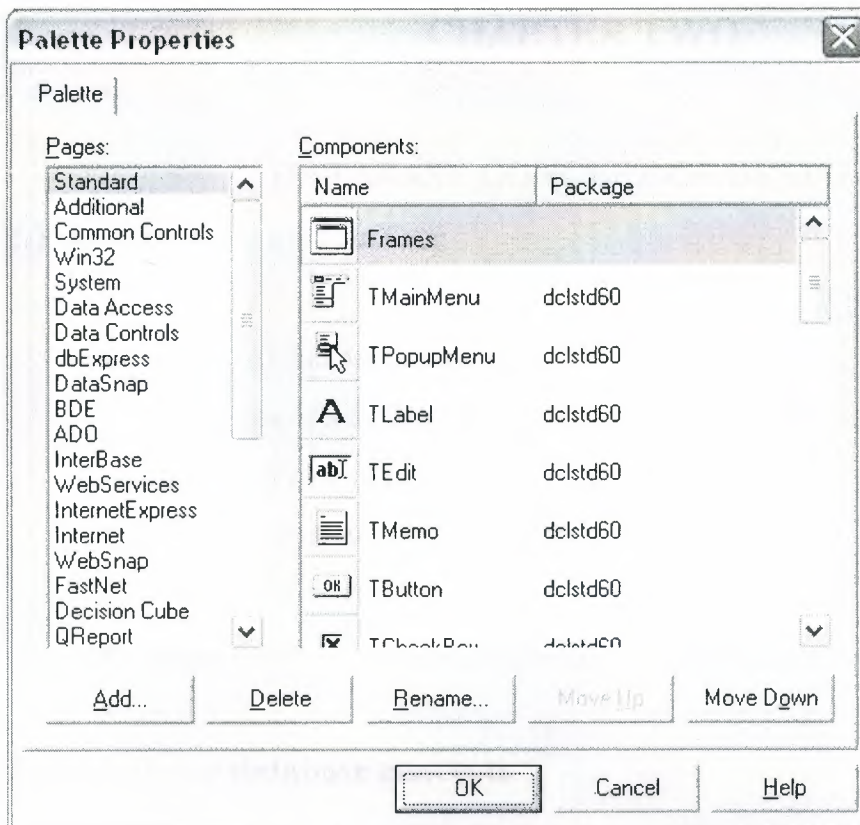 Palette Properties
Palette
Pages:
Components:
Standard
Additional
Common Controls
Win32
System
Data Access
Data Controls
dbExpress
DataSnap
BDE
ADO
InterBase
WebServices
InternetExpress
Internet
WebSnap
FastNet
Decision Cube
QReport
Name Package
Frames
TMainMenu dclstd60
TPopupMenu dclstd60
A TLabel dclstd60
ab TEdit dclstd60
TMemo dclstd60
OK TButton dclstd60
Add... Delete Rename... Move Up Move Down
OK Cancel Help